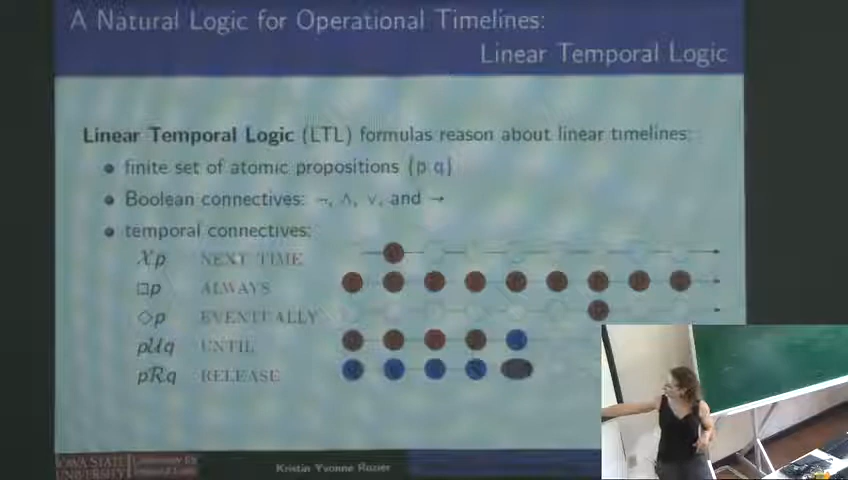 A Natural Logic for Operational Timelines:
Linear Temporal Logic
Linear Temporal Logic (LTL) formulas reason about linear timelines:
• finite set of atomic propositions {p q}
• Boolean connectives: ¬, ∧, ∨, and →
• temporal connectives:
𝒳p NEXT TIME
□p ALWAYS
◇p EVENTUALLY
p𝒰q UNTIL
pℛq RELEASE
IOWA STATE
UNIVERSITY
Kristin Yvonne Rozier